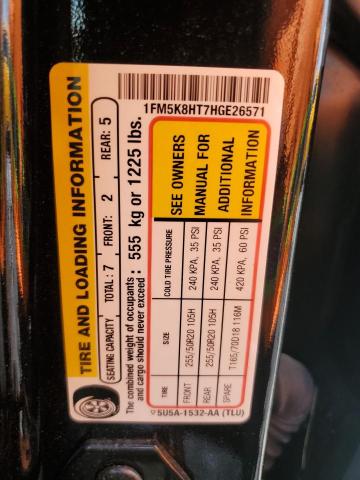 1FM5K8HT7HGE26571
TIRE AND LOADING INFORMATION
SEATING CAPACITY TOTAL: 7 FRONT: 2 REAR: 5
The combined weight of occupants
and cargo should never exceed: 555 kg or 1225 lbs.
TIRE SIZE COLD TIRE PRESSURE
FRONT 255/50R20 105H 240 KPA, 35 PSI
REAR 255/50R20 105H 240 KPA, 35 PSI
SPARE T165/70D18 116M 420 KPA, 60 PSI
SEE OWNERS
MANUAL FOR
ADDITIONAL
INFORMATION
5U5A-1532-AA (TLU)